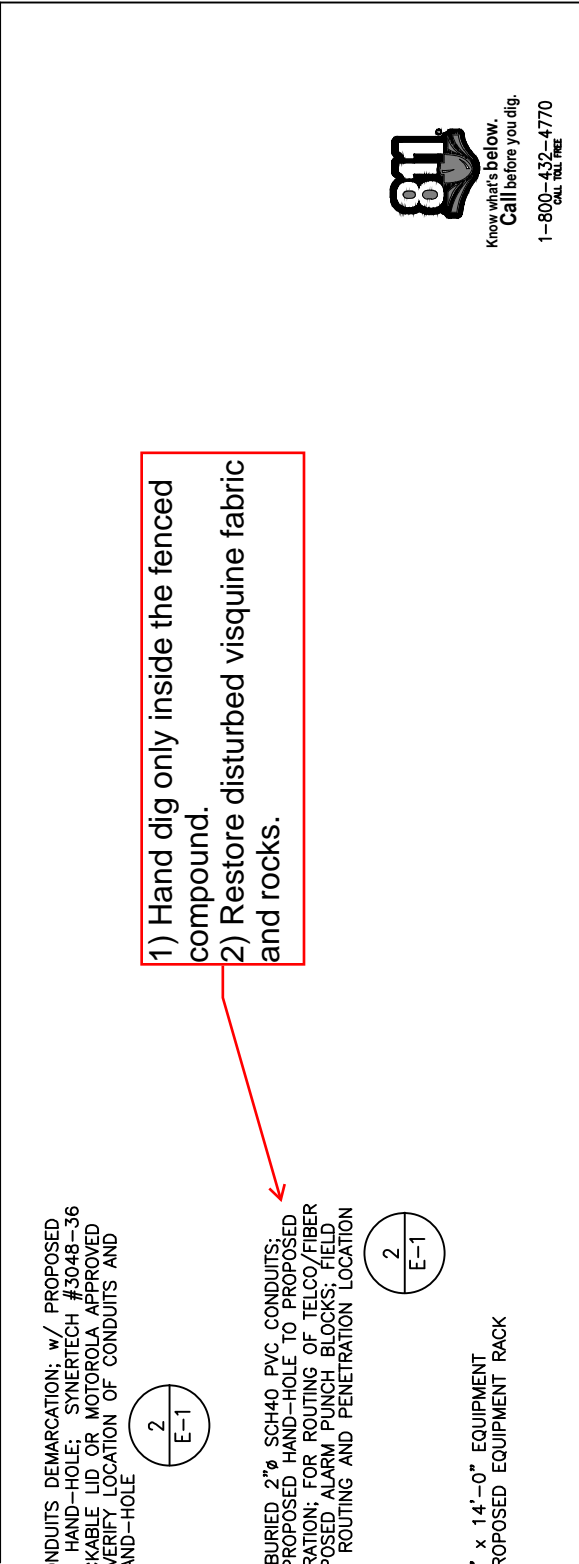 NDUITS DEMARCATION; w/ PROPOSED
HAND-HOLE; SYNERTECH #3048-36
CKABLE LID OR MOTOROLA APPROVED
VERIFY LOCATION OF CONDUITS AND
AND-HOLE
2
E-1
1) Hand dig only inside the fenced
compound.
2) Restore disturbed visquine fabric
and rocks.
BURIED 2"ø SCH40 PVC CONDUITS;
PROPOSED HAND-HOLE TO PROPOSED
RATION; FOR ROUTING OF TELCO/FIBER
POSED ALARM PUNCH BLOCKS; FIELD
ROUTING AND PENETRATION LOCATION
2
E-1
' x 14'-0" EQUIPMENT
ROPOSED EQUIPMENT RACK
811
Know what's below.
Call before you dig.
1-800-432-4770
CALL TOLL FREE